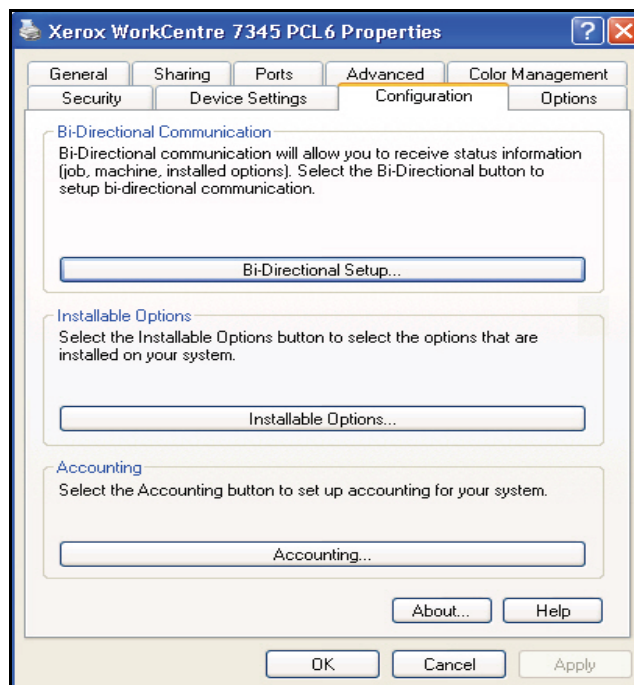 Xerox WorkCentre 7345 PCL6 Properties
General Sharing Ports Advanced Color Management
Security Device Settings Configuration Options
Bi-Directional Communication
Bi-Directional communication will allow you to receive status information
(job, machine, installed options). Select the Bi-Directional button to
setup bi-directional communication.
Bi-Directional Setup...
Installable Options
Select the Installable Options button to select the options that are
installed on your system.
Installable Options...
Accounting
Select the Accounting button to set up accounting for your system.
Accounting...
About... Help
OK Cancel Apply